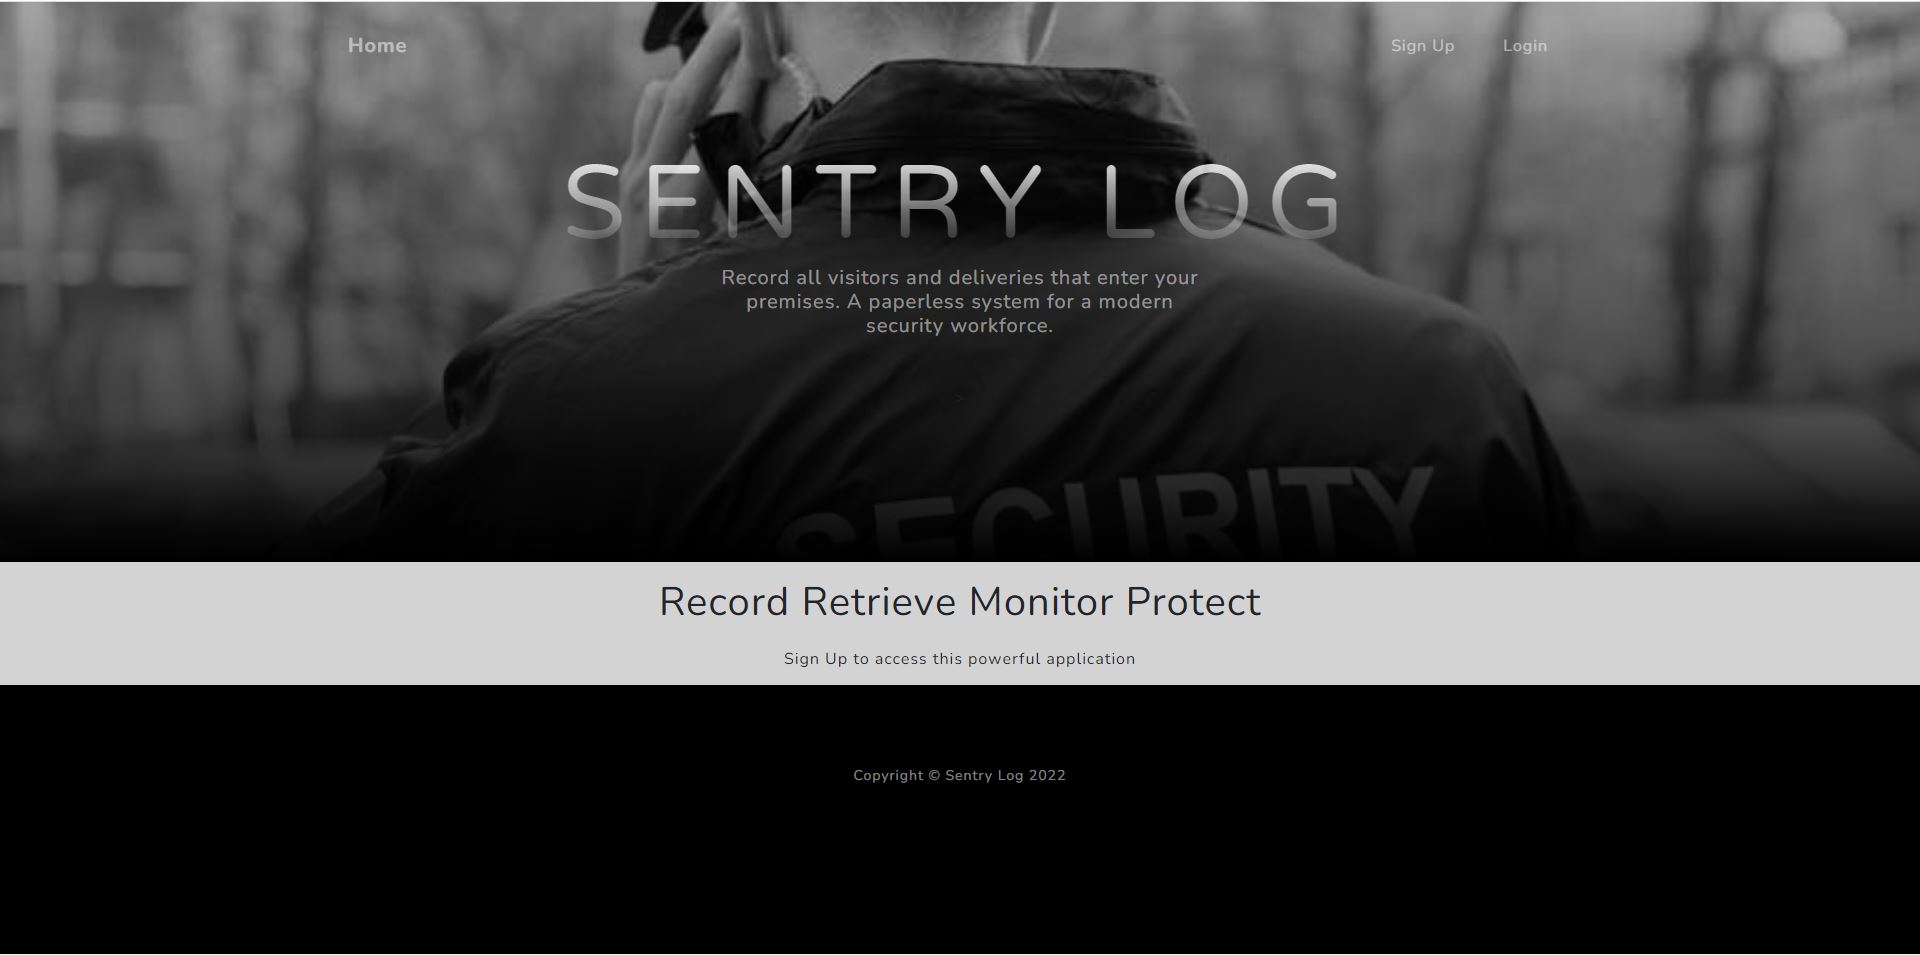 Home
Sign Up
Login
SENTRY LOG
Record all visitors and deliveries that enter your
premises. A paperless system for a modern
security workforce.
>
SECURITY
Record Retrieve Monitor Protect
Sign Up to access this powerful application
Copyright © Sentry Log 2022